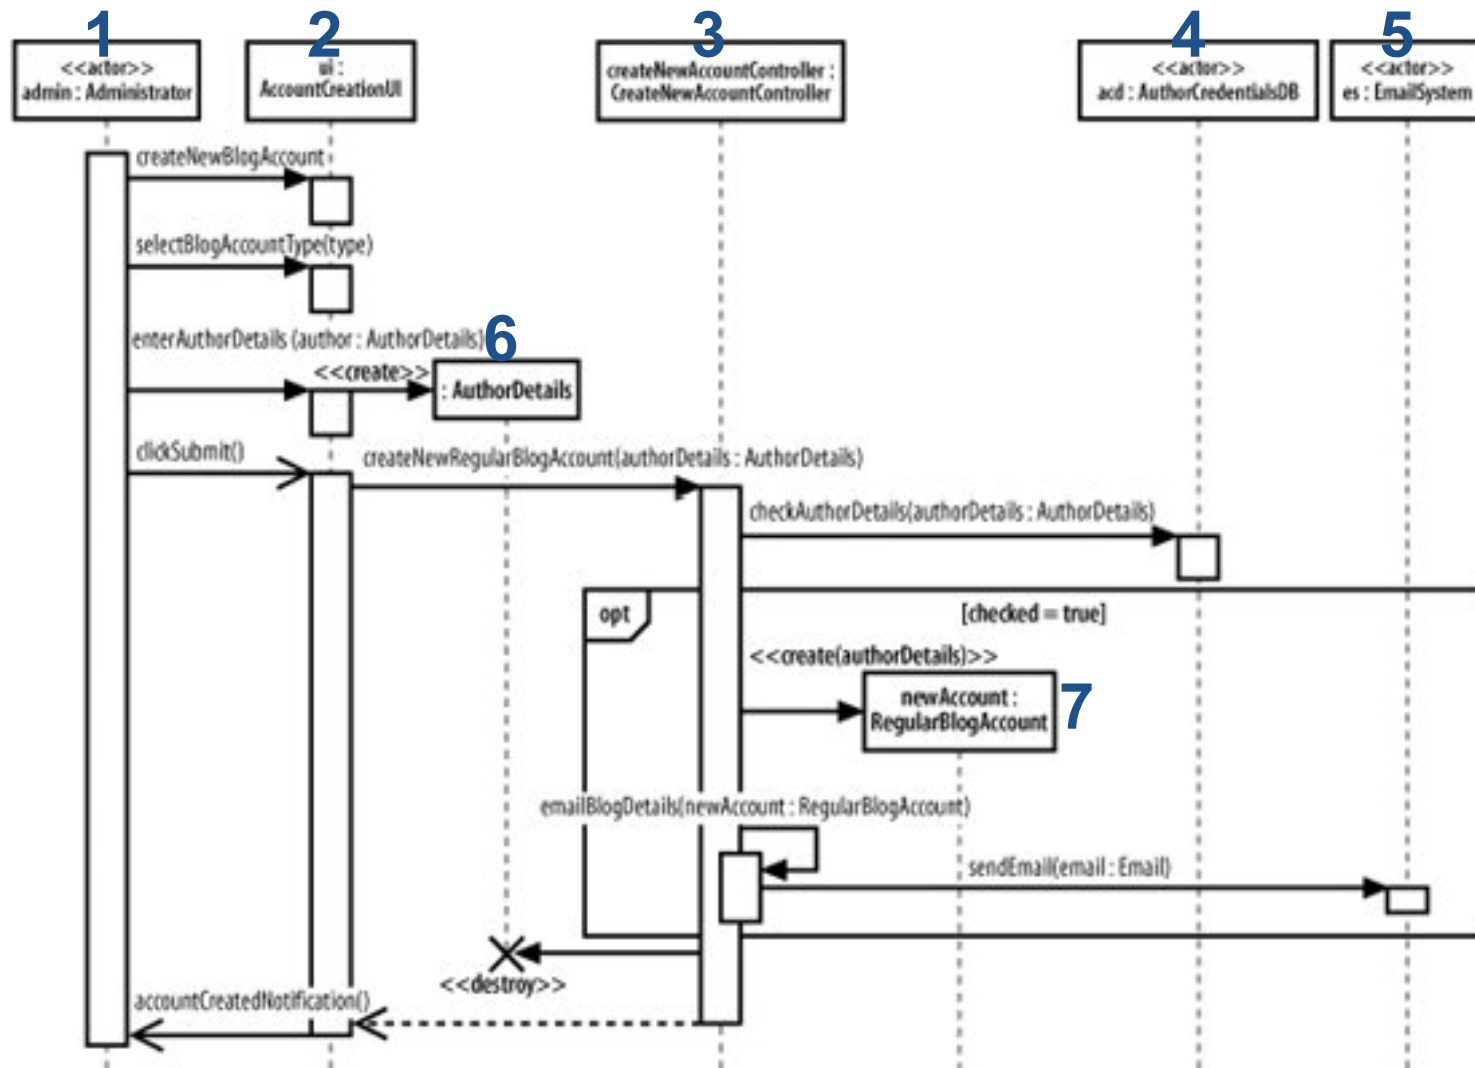 1
2
3
4
5
<<actor>>
admin : Administrator
ui :
AccountCreationUI
createNewAccountController :
CreateNewAccountController
<<actor>>
acd : AuthorCredentialsDB
<<actor>>
es : EmailSystem
createNewBlogAccount
selectBlogAccountType(type)
enterAuthorDetails (author : AuthorDetails)
6
<<create>>
: AuthorDetails
clickSubmit()
createNewRegularBlogAccount(authorDetails : AuthorDetails)
checkAuthorDetails(authorDetails : AuthorDetails)
opt
[checked = true]
<<create(authorDetails)>>
newAccount :
RegularBlogAccount
7
emailBlogDetails(newAccount : RegularBlogAccount)
sendEmail(email : Email)
<<destroy>>
accountCreatedNotification()